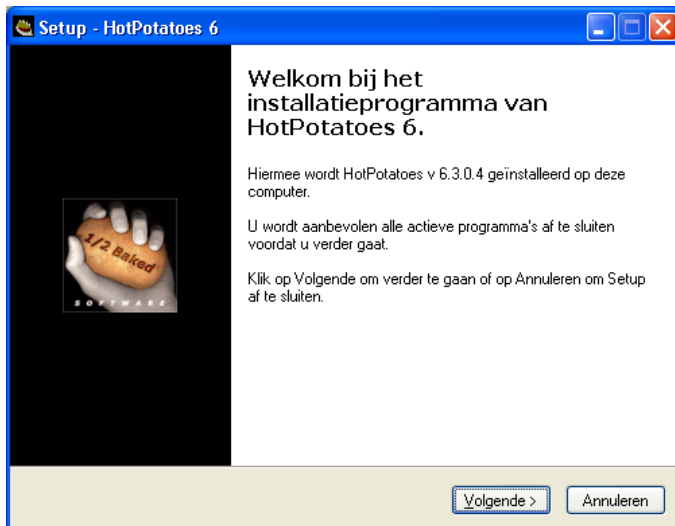 Setup - HotPotatoes 6
Welkom bij het
installatieprogramma van
HotPotatoes 6.
Hiermee wordt HotPotatoes v 6.3.0.4 geïnstalleerd op deze
computer.
U wordt aanbevolen alle actieve programma's af te sluiten
voordat u verder gaat.
Klik op Volgende om verder te gaan of op Annuleren om Setup
af te sluiten.
1/2 Baked
SOFTWARE
Volgende >
Annuleren